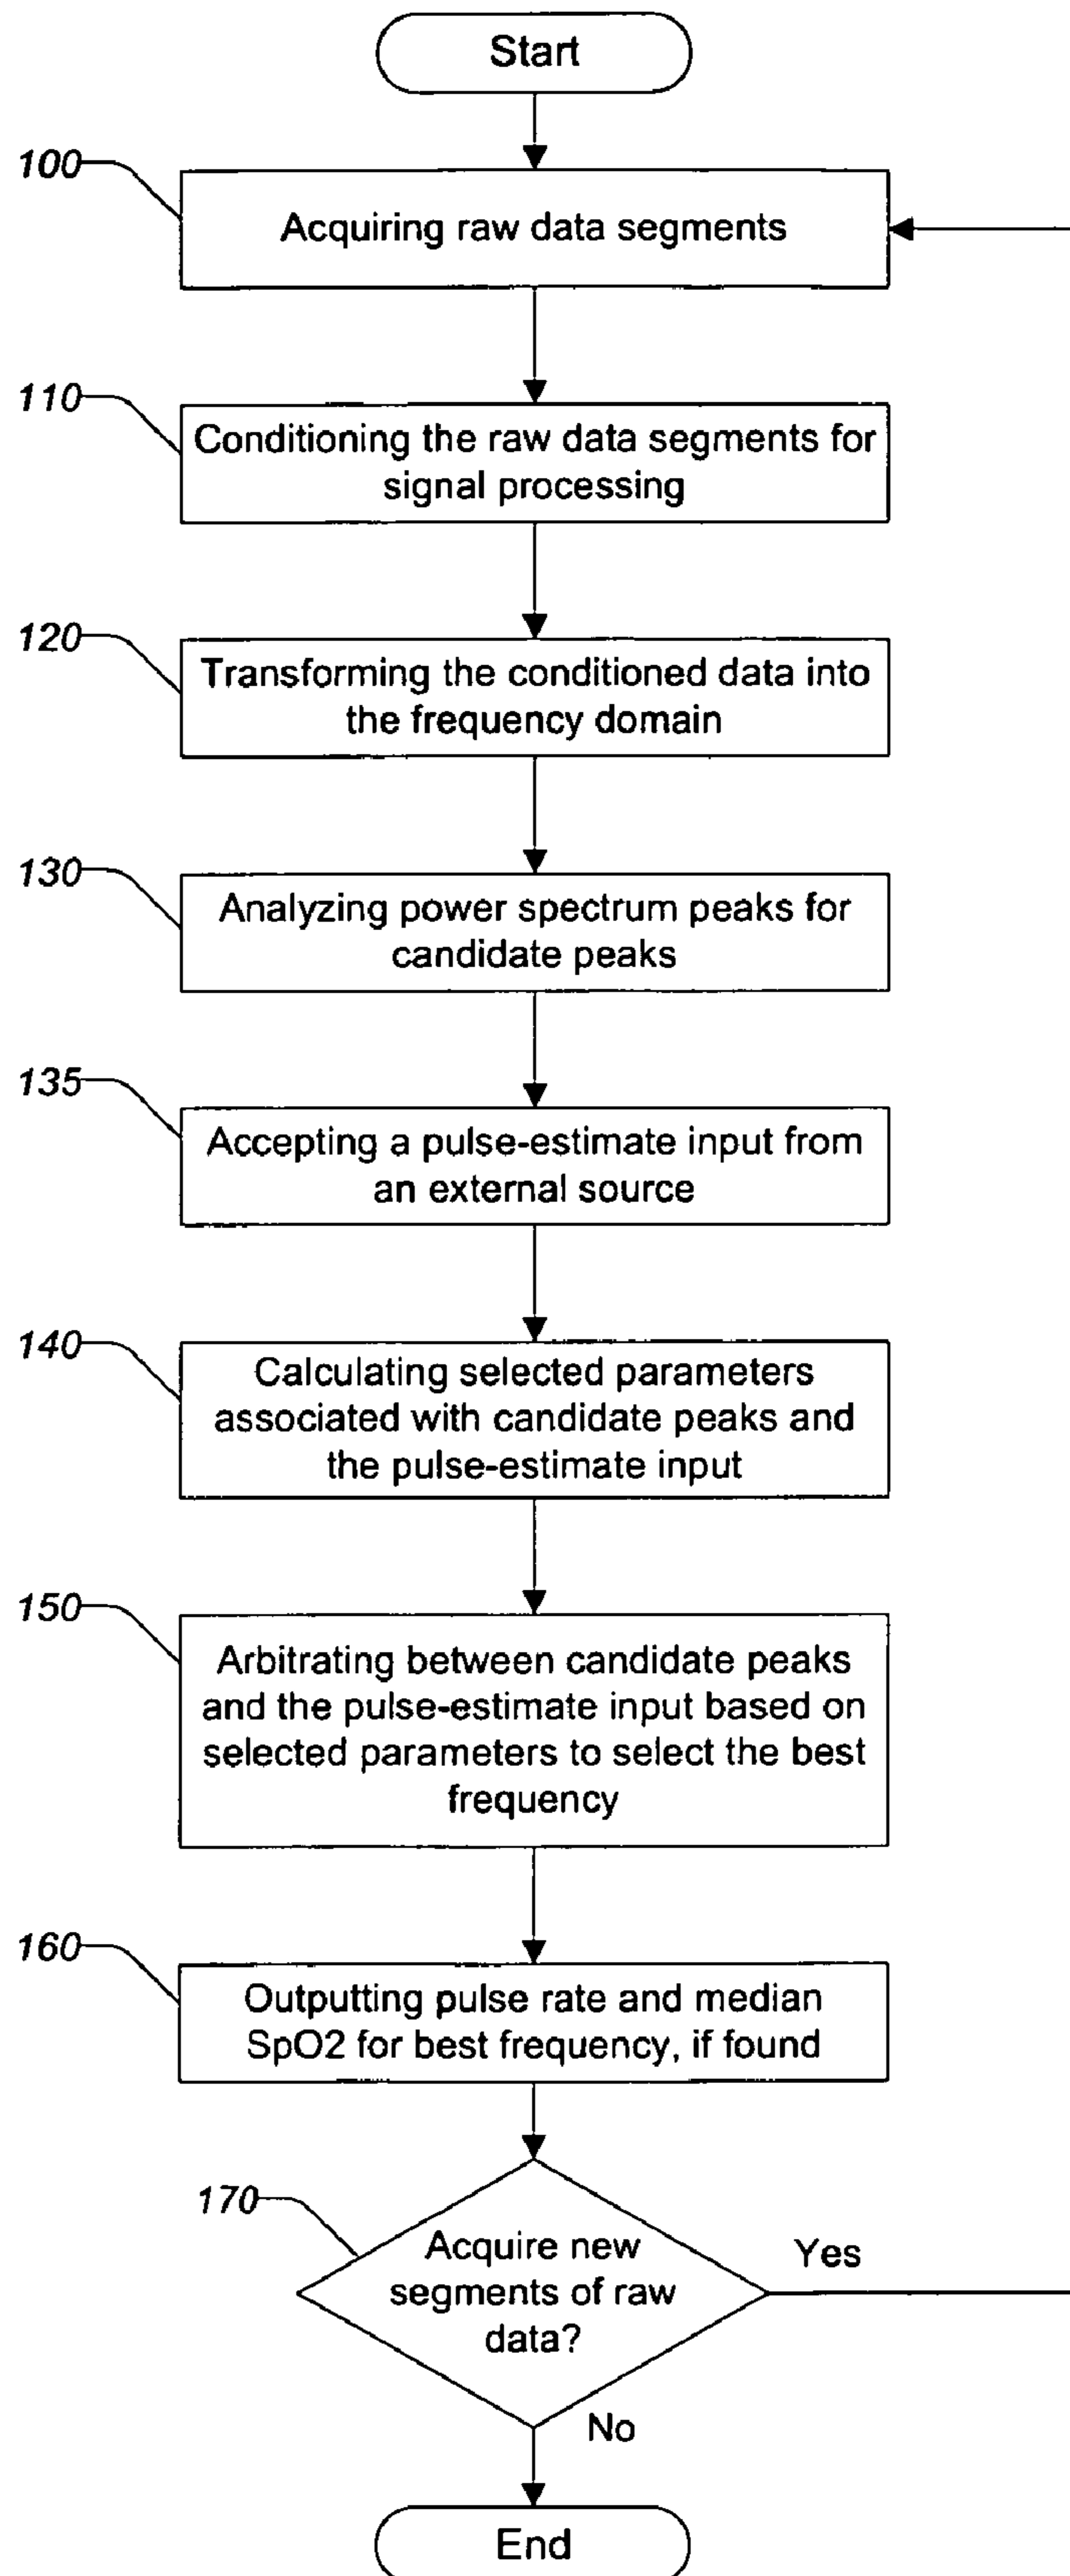 Start
100
Acquiring raw data segments
110
Conditioning the raw data segments for
signal processing
120
Transforming the conditioned data into
the frequency domain
130
Analyzing power spectrum peaks for
candidate peaks
135
Accepting a pulse-estimate input from
an external source
140
Calculating selected parameters
associated with candidate peaks and
the pulse-estimate input
150
Arbitrating between candidate peaks
and the pulse-estimate input based on
selected parameters to select the best
frequency
160
Outputting pulse rate and median
SpO2 for best frequency, if found
170
Acquire new
segments of raw
data?
Yes
No
End